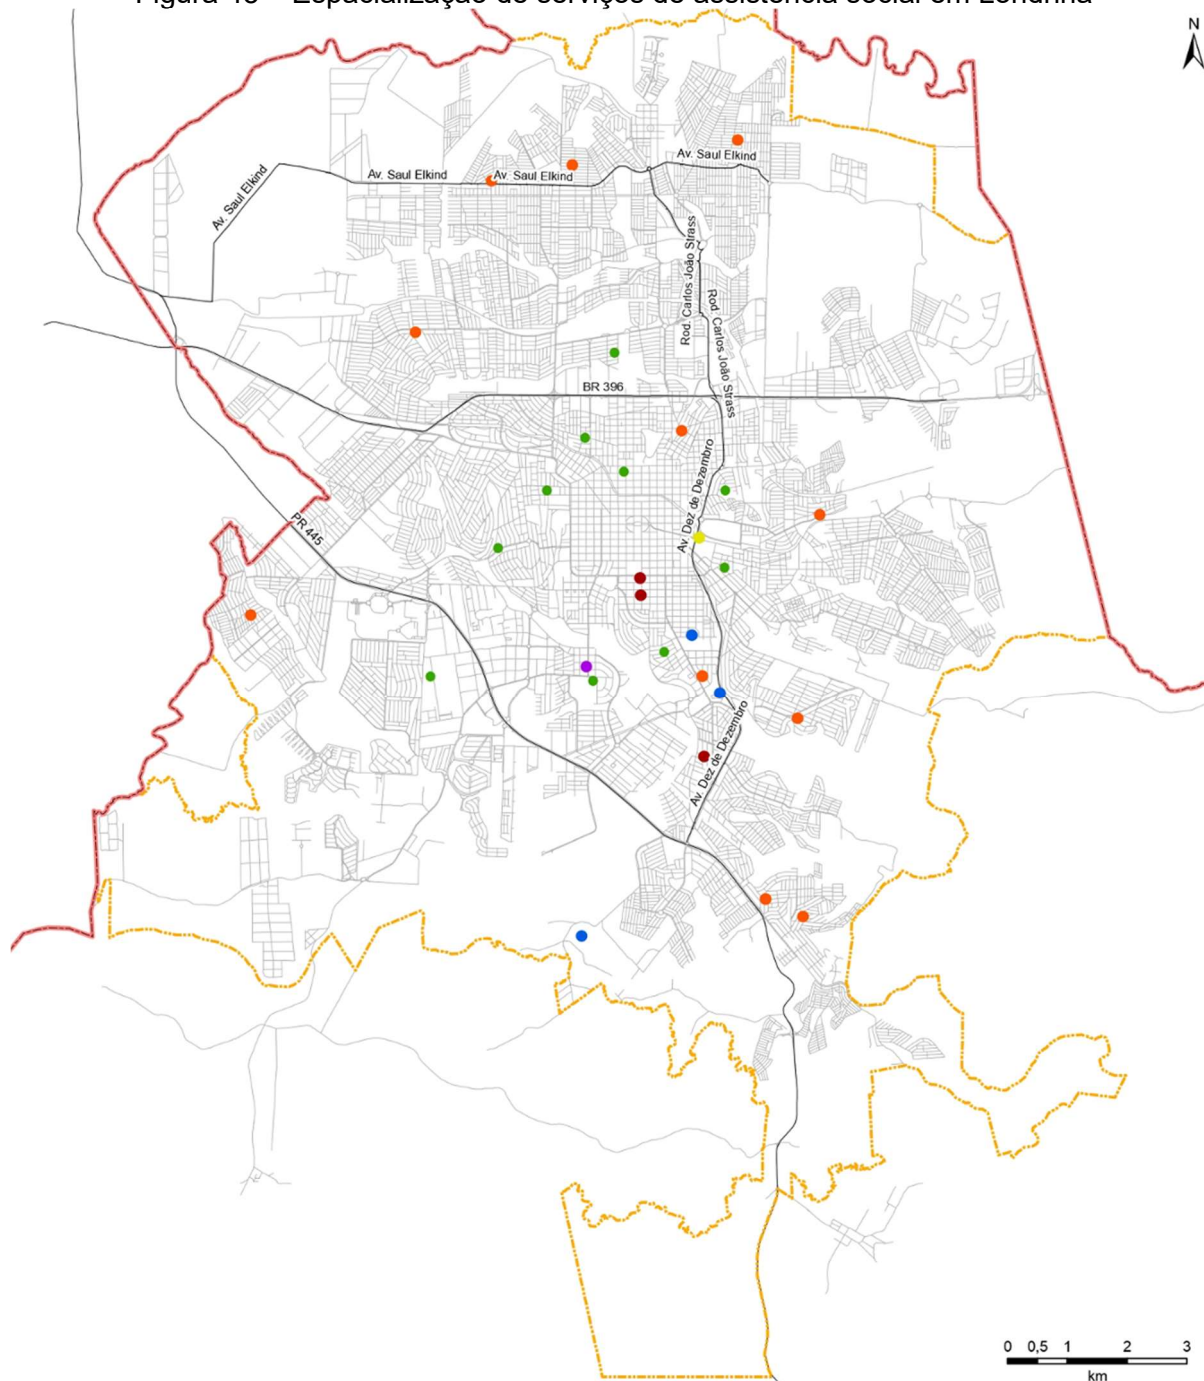 Figura 46 – Espacialização de serviços de assistência social em Londrina
N
Av. Saul Elkind
Av. Saul Elkind
Av. Saul Elkind
Av. Saul Elkind
Rod. Carlos João Strass
Rod. Carlos João Strass
BR 396
Av. Dez de Dezembro
PR 445
Av. Dez de Dezembro
0 0,5 1 2 3
km